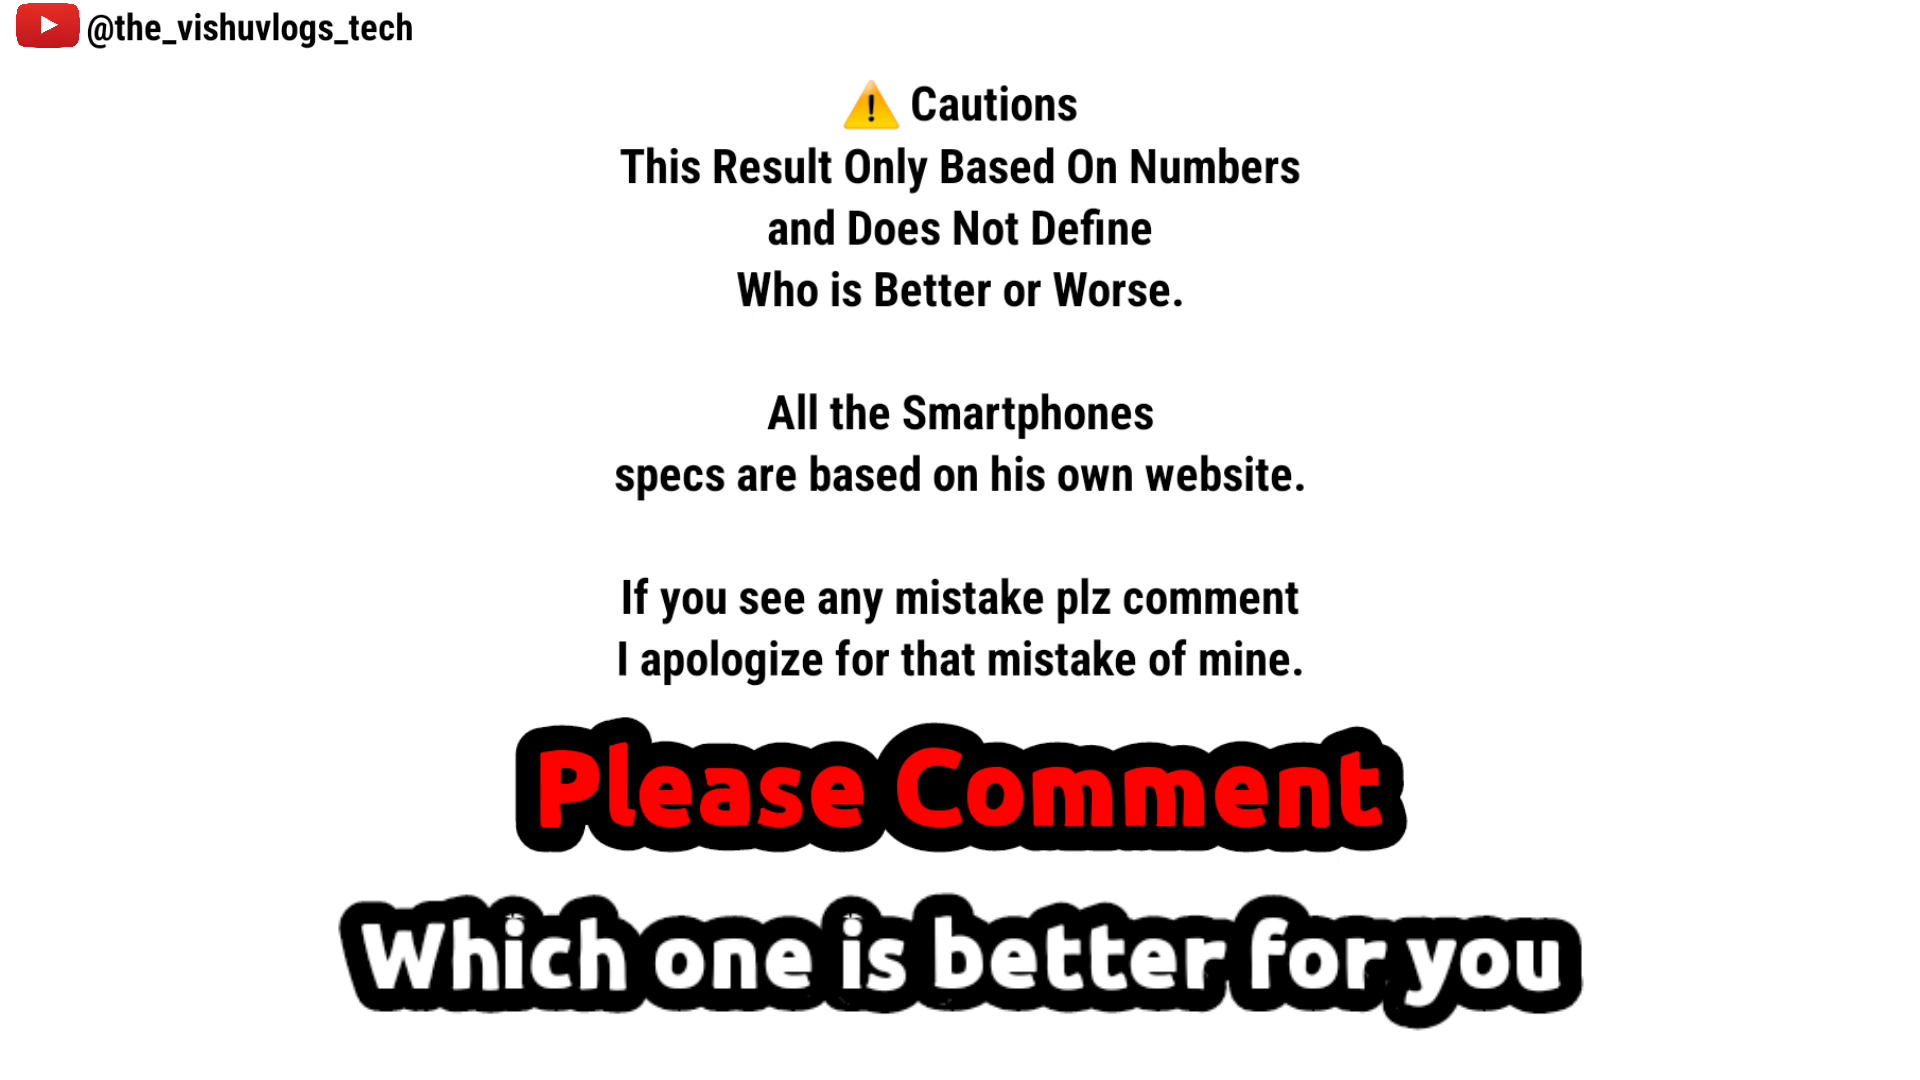 @the_vishuvlogs_tech
⚠️ Cautions
This Result Only Based On Numbers
and Does Not Define
Who is Better or Worse.
All the Smartphones
specs are based on his own website.
If you see any mistake plz comment
I apologize for that mistake of mine.
Please Comment
Which one is better for you